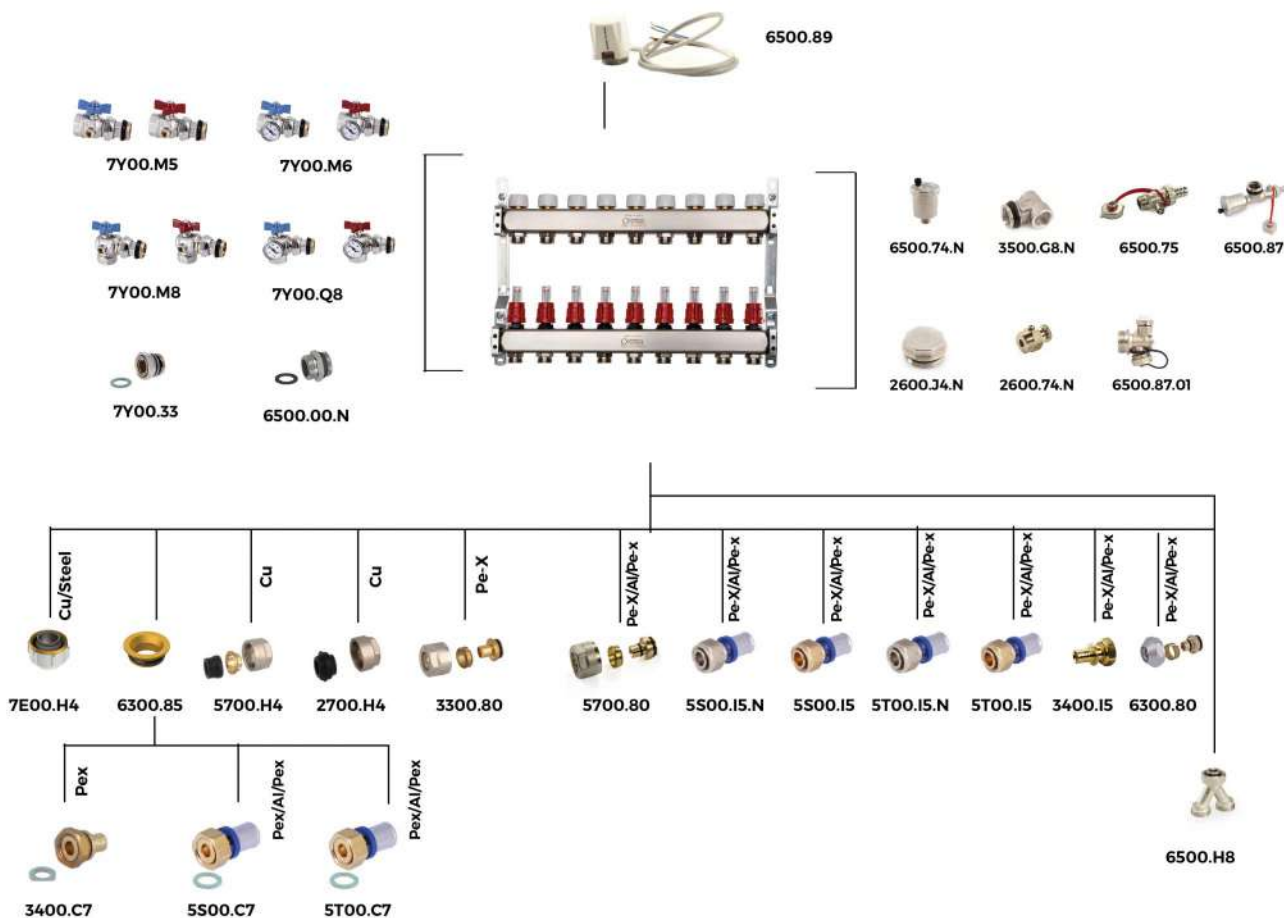 6500.89
7Y00.M5
7Y00.M6
7Y00.M8
7Y00.Q8
7Y00.33
6500.00.N
6500.74.N
3500.G8.N
6500.75
6500.87
2600.J4.N
2600.74.N
6500.87.01
Cu/Steel
Cu
Cu
Pe-X
Pe-X/Al/Pe-x
Pe-X/Al/Pe-x
Pe-X/Al/Pe-x
Pe-X/Al/Pe-x
Pe-X/Al/Pe-x
Pe-X/Al/Pe-x
Pe-X/Al/Pe-x
7E00.H4
6300.85
5700.H4
2700.H4
3300.80
5700.80
5S00.I5.N
5S00.I5
5T00.I5.N
5T00.I5
3400.I5
6300.80
Pex
Pex/Al/Pex
Pex/Al/Pex
3400.C7
5S00.C7
5T00.C7
6500.H8